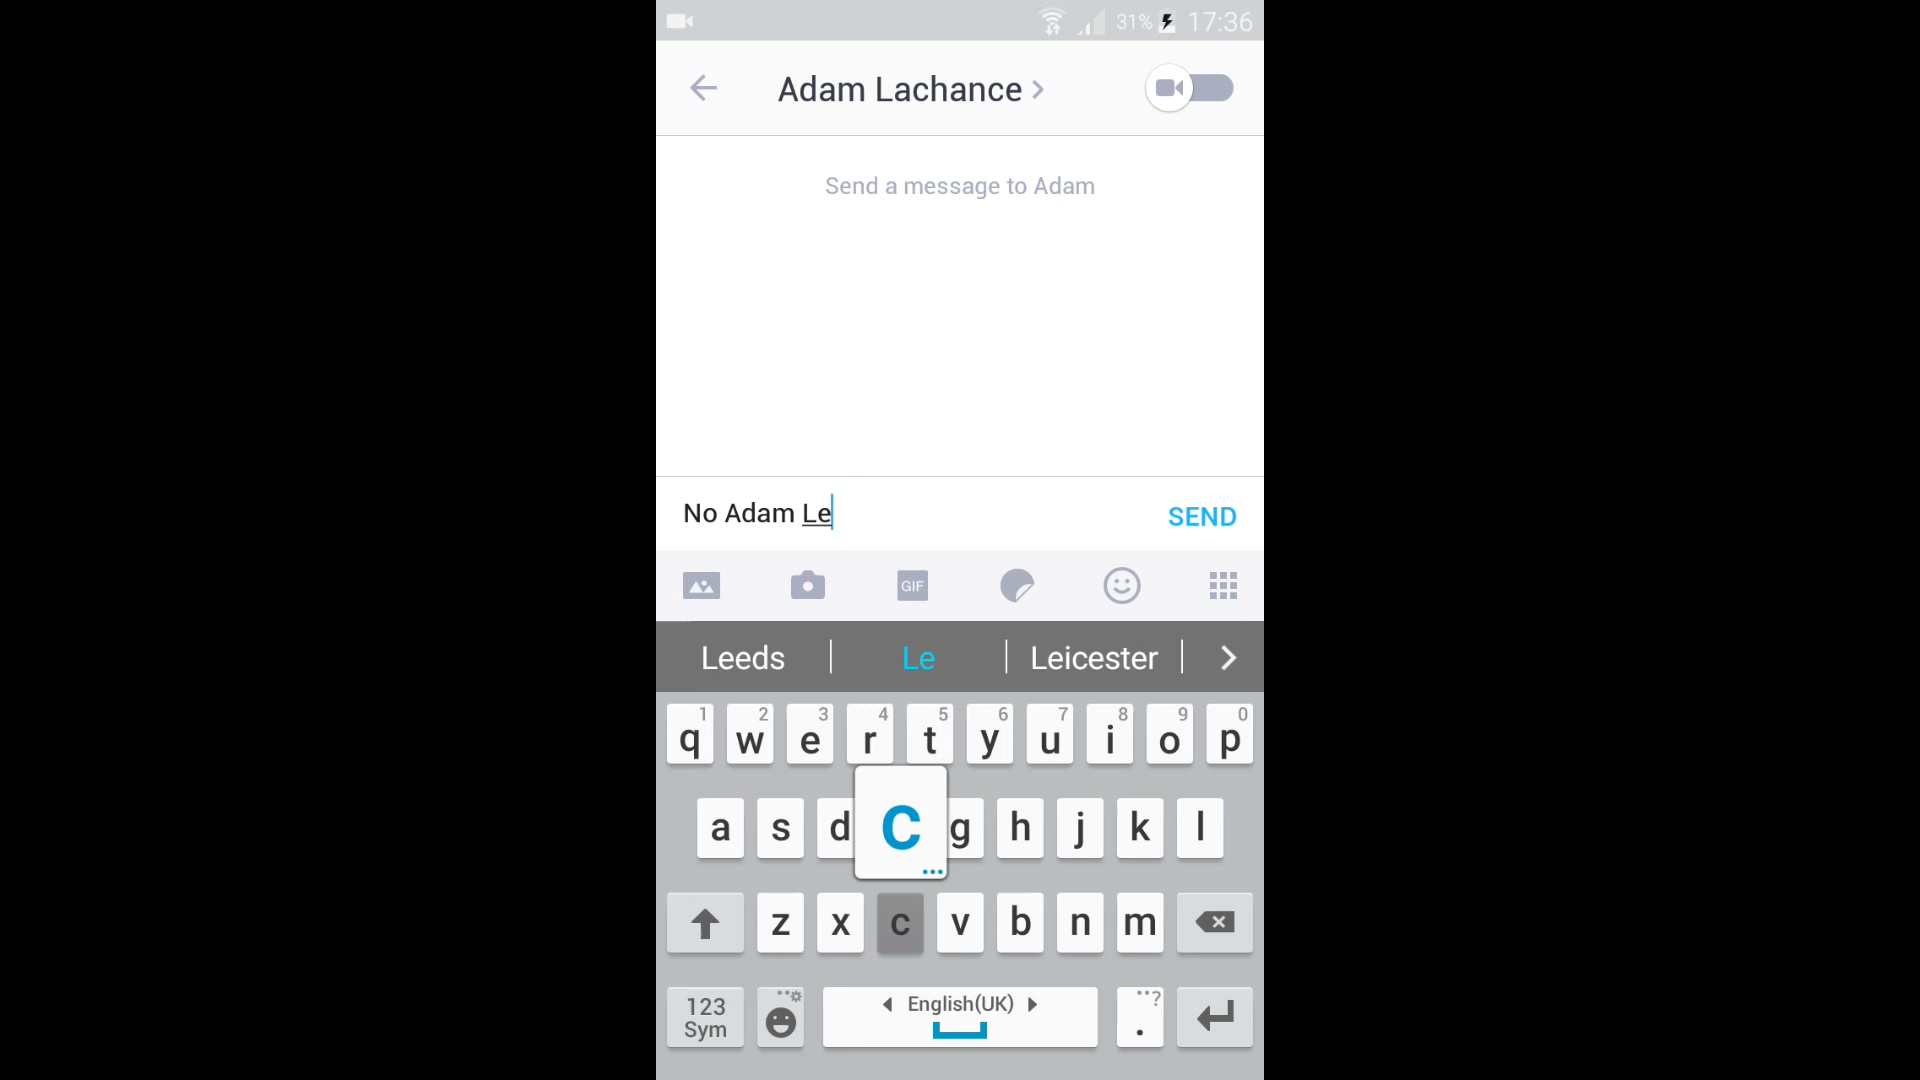 31% 17:36
Adam Lachance
Send a message to Adam
No Adam Le
SEND
GIF
Leeds Le Leicester
1 2 3 4 5 6 7 8 9 0
q w e r t y u i o p
a s d C g h j k l
z x c v b n m
123 Sym English(UK) . ?